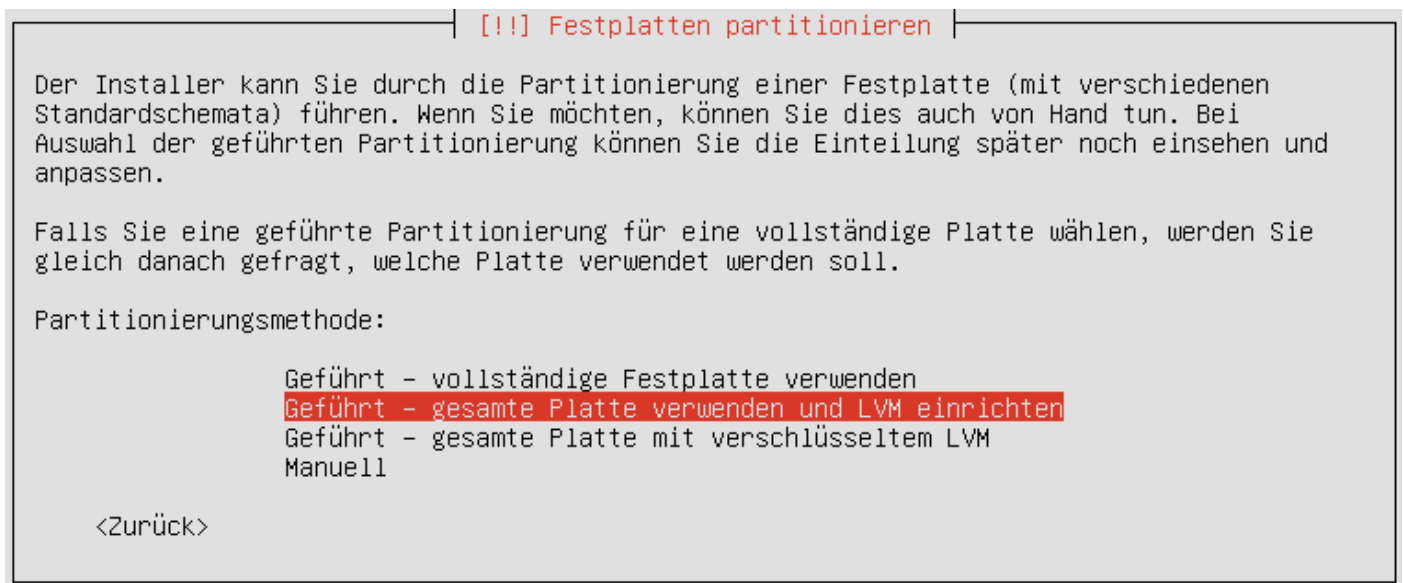 [!!] Festplatten partitionieren
Der Installer kann Sie durch die Partitionierung einer Festplatte (mit verschiedenen
Standardschemata) führen. Wenn Sie möchten, können Sie dies auch von Hand tun. Bei
Auswahl der geführten Partitionierung können Sie die Einteilung später noch einsehen und
anpassen.
Falls Sie eine geführte Partitionierung für eine vollständige Platte wählen, werden Sie
gleich danach gefragt, welche Platte verwendet werden soll.
Partitionierungsmethode:
Geführt – vollständige Festplatte verwenden
Geführt – gesamte Platte verwenden und LVM einrichten
Geführt – gesamte Platte mit verschlüsseltem LVM
Manuell
<Zurück>